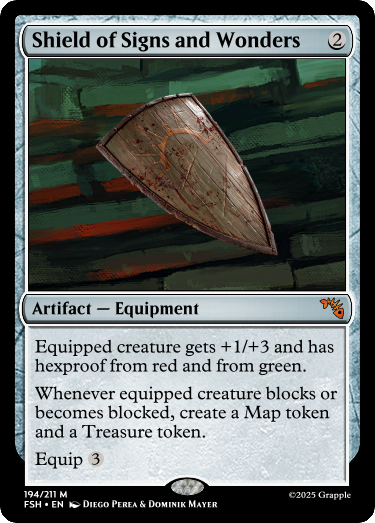 Shield of Signs and Wonders 2
Artifact — Equipment
Equipped creature gets +1/+3 and has
hexproof from red and from green.
Whenever equipped creature blocks or
becomes blocked, create a Map token
and a Treasure token.
Equip 3
194/211 M
FSH • EN Diego Perea & Dominik Mayer
©2025 Grapple